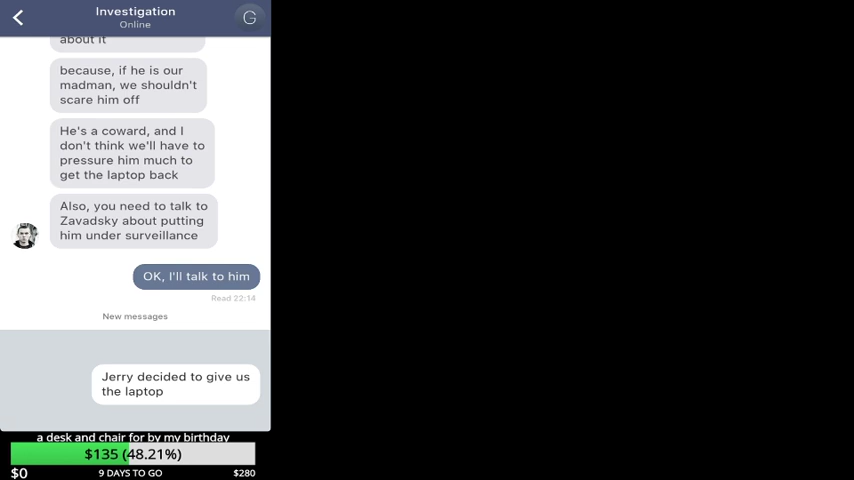 Investigation
Online
G
about it
because, if he is our
madman, we shouldn't
scare him off
He's a coward, and I
don't think we'll have to
pressure him much to
get the laptop back
Also, you need to talk to
Zavadsky about putting
him under surveillance
OK, I'll talk to him
Read 22:14
New messages
Jerry decided to give us
the laptop
a desk and chair for by my birthday
$135 (48.21%)
$0 9 DAYS TO GO $280